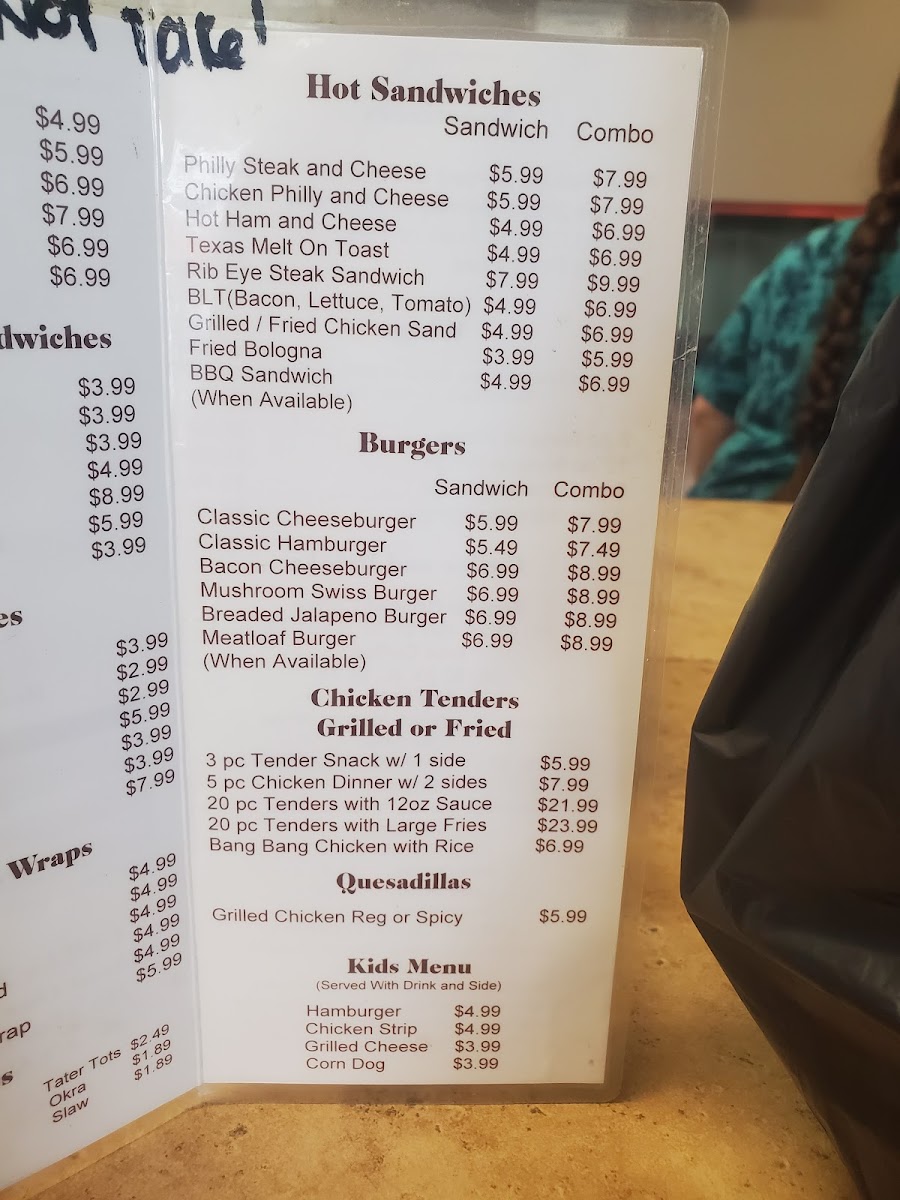 Not Take!
$4.99
$5.99
$6.99
$7.99
$6.99
$6.99
dwiches
$3.99
$3.99
$3.99
$4.99
$8.99
$5.99
$3.99
es
$3.99
$2.99
$2.99
$5.99
$3.99
$3.99
$7.99
Wraps
$4.99
$4.99
$4.99
$4.99
$4.99
$5.99
d
rap
s
Tater Tots $2.49
Okra $1.89
Slaw $1.89
Hot Sandwiches
Sandwich Combo
Philly Steak and Cheese $5.99 $7.99
Chicken Philly and Cheese $5.99 $7.99
Hot Ham and Cheese $4.99 $6.99
Texas Melt On Toast $4.99 $6.99
Rib Eye Steak Sandwich $7.99 $9.99
BLT(Bacon, Lettuce, Tomato) $4.99 $6.99
Grilled / Fried Chicken Sand $4.99 $6.99
Fried Bologna $3.99 $5.99
BBQ Sandwich $4.99 $6.99
(When Available)
Burgers
Sandwich Combo
Classic Cheeseburger $5.99 $7.99
Classic Hamburger $5.49 $7.49
Bacon Cheeseburger $6.99 $8.99
Mushroom Swiss Burger $6.99 $8.99
Breaded Jalapeno Burger $6.99 $8.99
Meatloaf Burger $6.99 $8.99
(When Available)
Chicken Tenders
Grilled or Fried
3 pc Tender Snack w/ 1 side $5.99
5 pc Chicken Dinner w/ 2 sides $7.99
20 pc Tenders with 12oz Sauce $21.99
20 pc Tenders with Large Fries $23.99
Bang Bang Chicken with Rice $6.99
Quesadillas
Grilled Chicken Reg or Spicy $5.99
Kids Menu
(Served With Drink and Side)
Hamburger $4.99
Chicken Strip $4.99
Grilled Cheese $3.99
Corn Dog $3.99